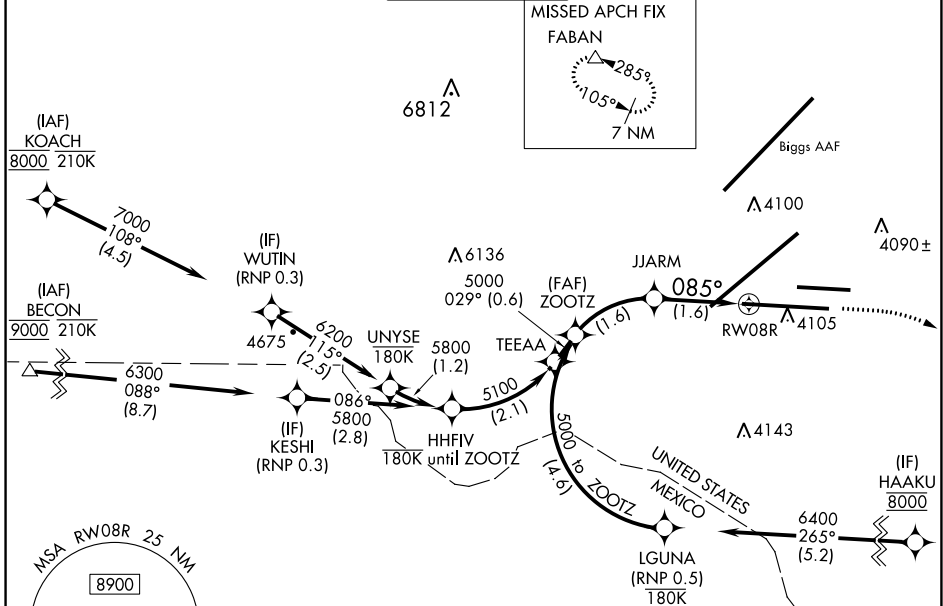 MISSED APCH FIX
FABAN
285°
105°
7 NM
6812
(IAF)
KOACH
8000 210K
7000
108°
(4.5)
Biggs AAF
4100
4090±
(IF)
WUTIN
(RNP 0.3)
6136
5000
029° (0.6)
(FAF)
ZOOTZ
JJARM
085°
(1.6)
(1.6)
RW08R
4105
(IAF)
BECON
9000 210K
4675
6200
115°
(2.5)
UNYSE
180K
5800
(1.2)
TEEAA
6300
088°
(8.7)
086°
5800
(2.8)
5100
(2.1)
(IF)
KESHI
(RNP 0.3)
HHFIV
180K until ZOOTZ
5000 to ZOOTZ
(4.6)
4143
UNITED STATES
MEXICO
(IF)
HAAKU
8000
6400
265°
(5.2)
LGUNA
(RNP 0.5)
180K
MSA RW08R 25 NM
8900